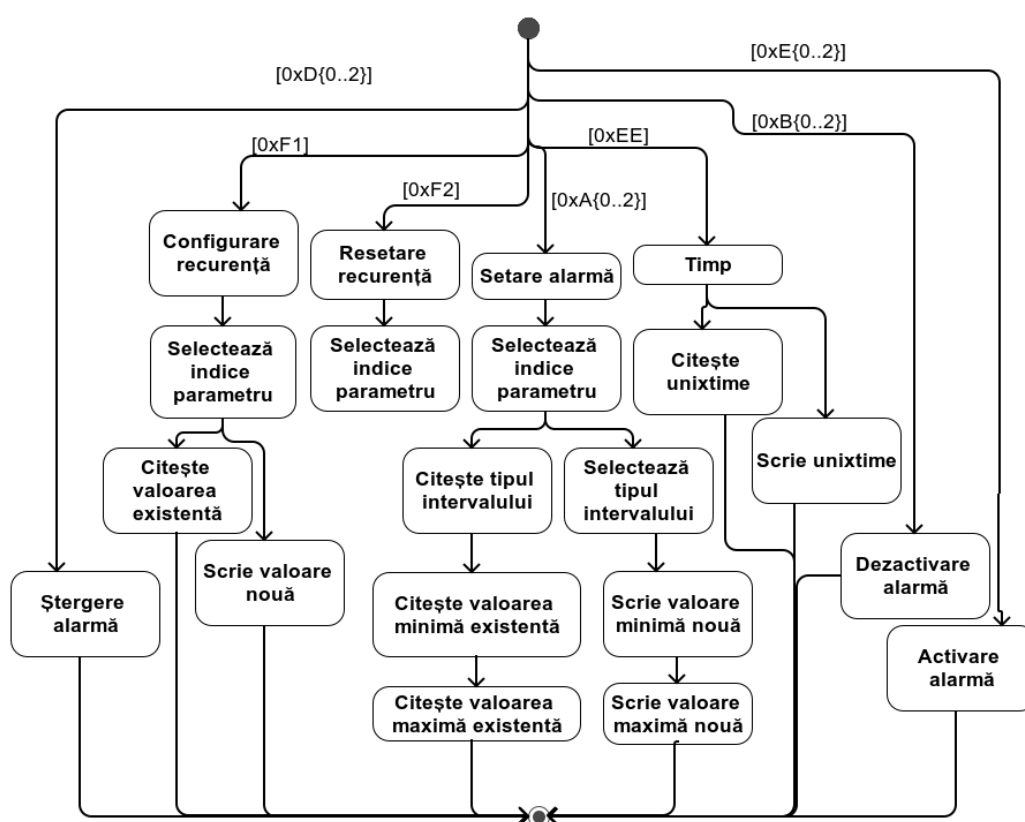 [0xE{0..2}]
[0xD{0..2}]
[0xB{0..2}]
[0xF1]
[0xEE]
[0xF2]
[0xA{0..2}]
Configurare
recurență
Resetare
recurență
Setare alarmă
Timp
Selectează
indice
parametru
Selectează
indice
parametru
Selectează
indice
parametru
Citește
unixtime
Scrie unixtime
Citește
valoarea
existentă
Citește tipul
intervalului
Selectează
tipul
intervalului
Scrie valoare
nouă
Dezactivare
alarmă
Ștergere
alarmă
Citește valoarea
minimă existentă
Scrie valoare
minimă nouă
Activare
alarmă
Citește valoarea
maximă existentă
Scrie valoare
maximă nouă